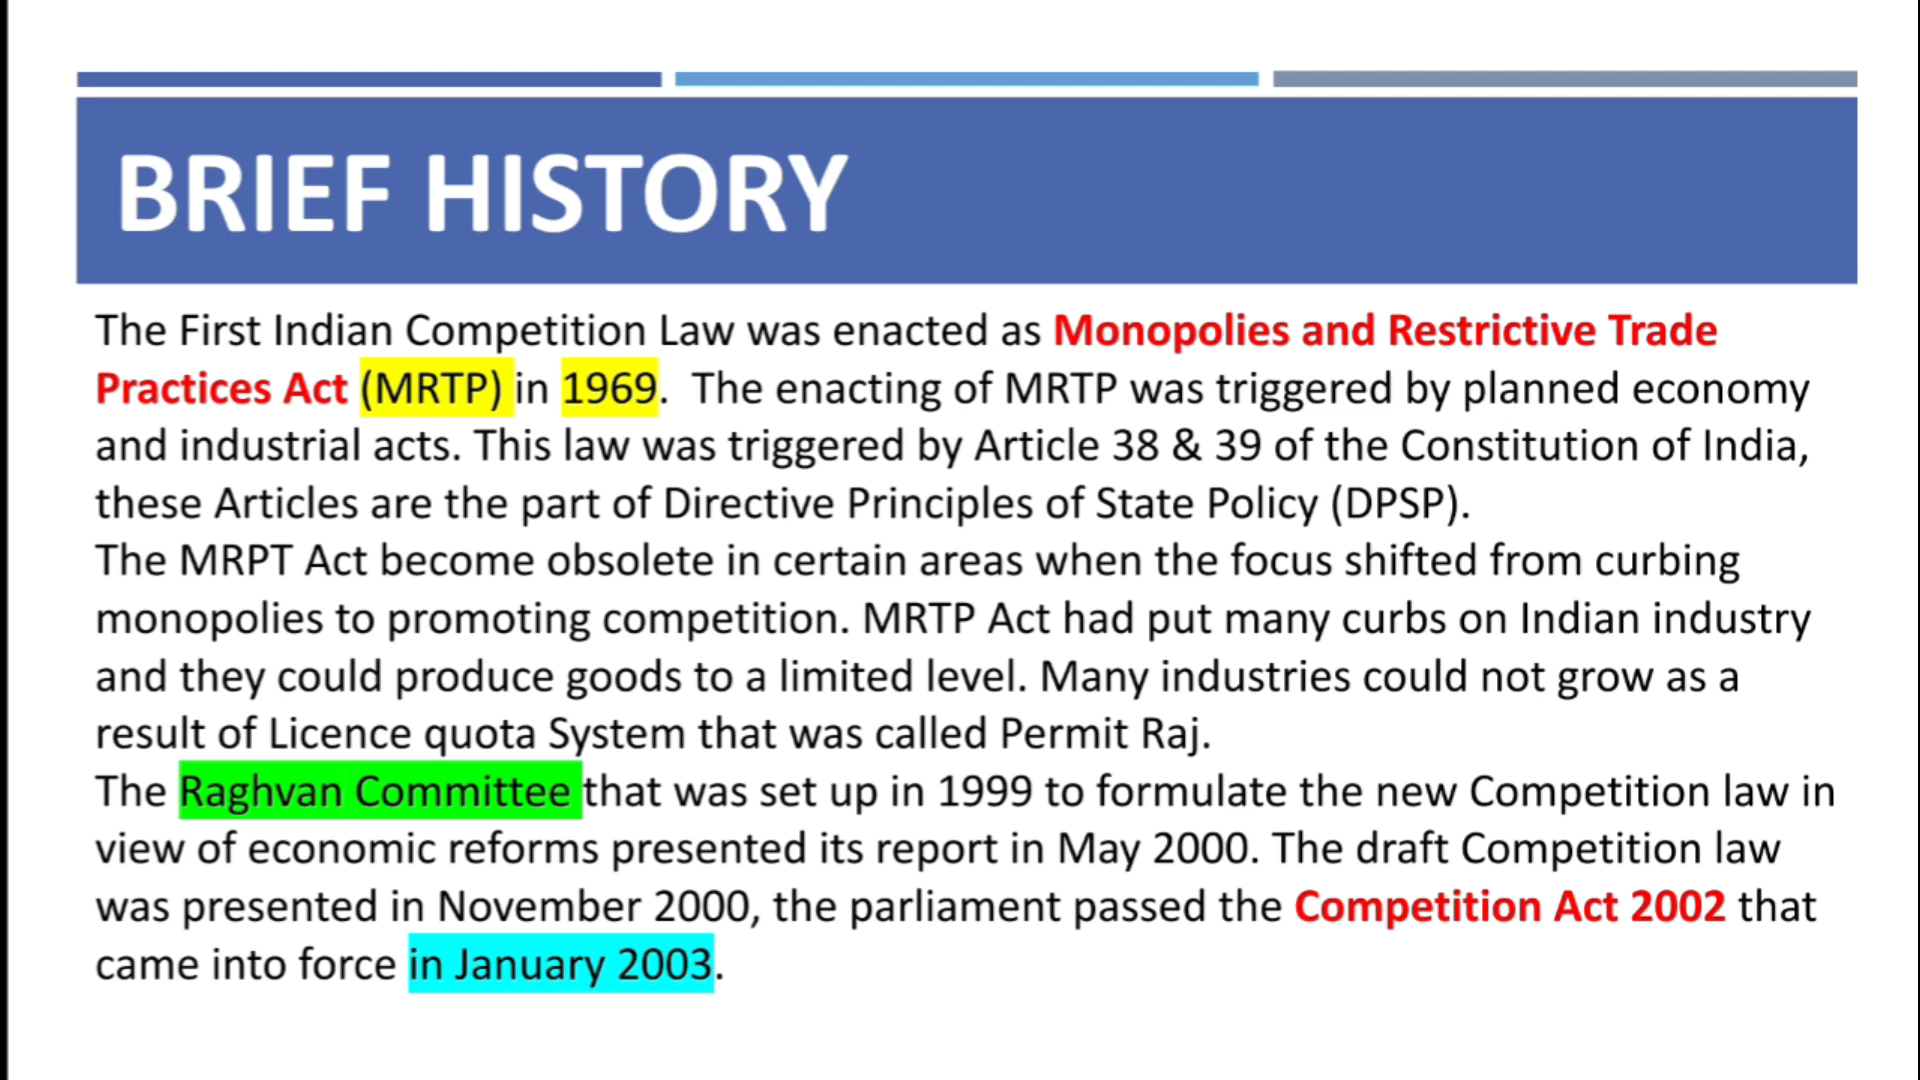 BRIEF HISTORY
The First Indian Competition Law was enacted as Monopolies and Restrictive Trade
Practices Act (MRTP) in 1969.  The enacting of MRTP was triggered by planned economy
and industrial acts. This law was triggered by Article 38 & 39 of the Constitution of India,
these Articles are the part of Directive Principles of State Policy (DPSP).
The MRPT Act become obsolete in certain areas when the focus shifted from curbing
monopolies to promoting competition. MRTP Act had put many curbs on Indian industry
and they could produce goods to a limited level. Many industries could not grow as a
result of Licence quota System that was called Permit Raj.
The Raghvan Committee that was set up in 1999 to formulate the new Competition law in
view of economic reforms presented its report in May 2000. The draft Competition law
was presented in November 2000, the parliament passed the Competition Act 2002 that
came into force in January 2003.